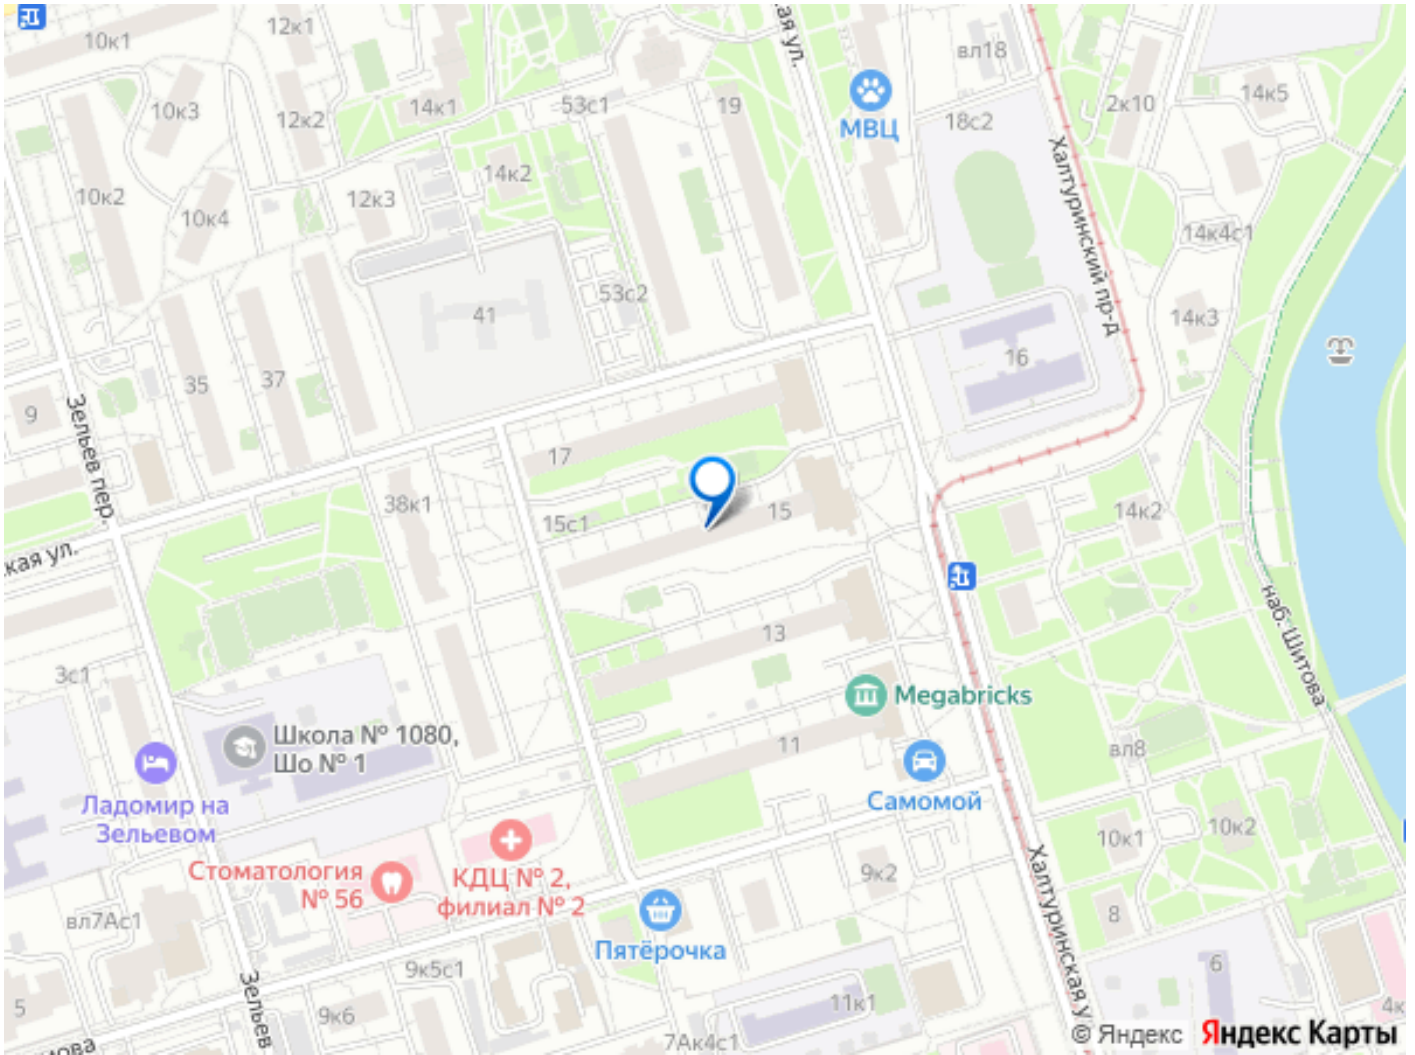 10к1
12к1
ая ул.
вл18
10к3
12к2
14к1
53с1
19
МВЦ
18с2
2к10
14к5
10к2
10к4
12к3
14к2
Халтуринский пр-д
14к4с1
41
53с2
14к3
16
35
37
9
Зельев пер.
17
38к1
15с1
15
14к2
кая ул.
наб. Шитова
3с1
13
Megabricks
Школа № 1080,
Шо № 1
11
вл8
Ладомир на
Зельевом
Самомой
10к1
10к2
Стоматология
№ 56
КДЦ № 2,
филиал № 2
9к2
Халтуринская у
вл7Ас1
8
Пятёрочка
9к5с1
Зельев
6
5
9к6
11к1
4к
7Ак4с1
ова
© Яндекс
Яндекс Карты